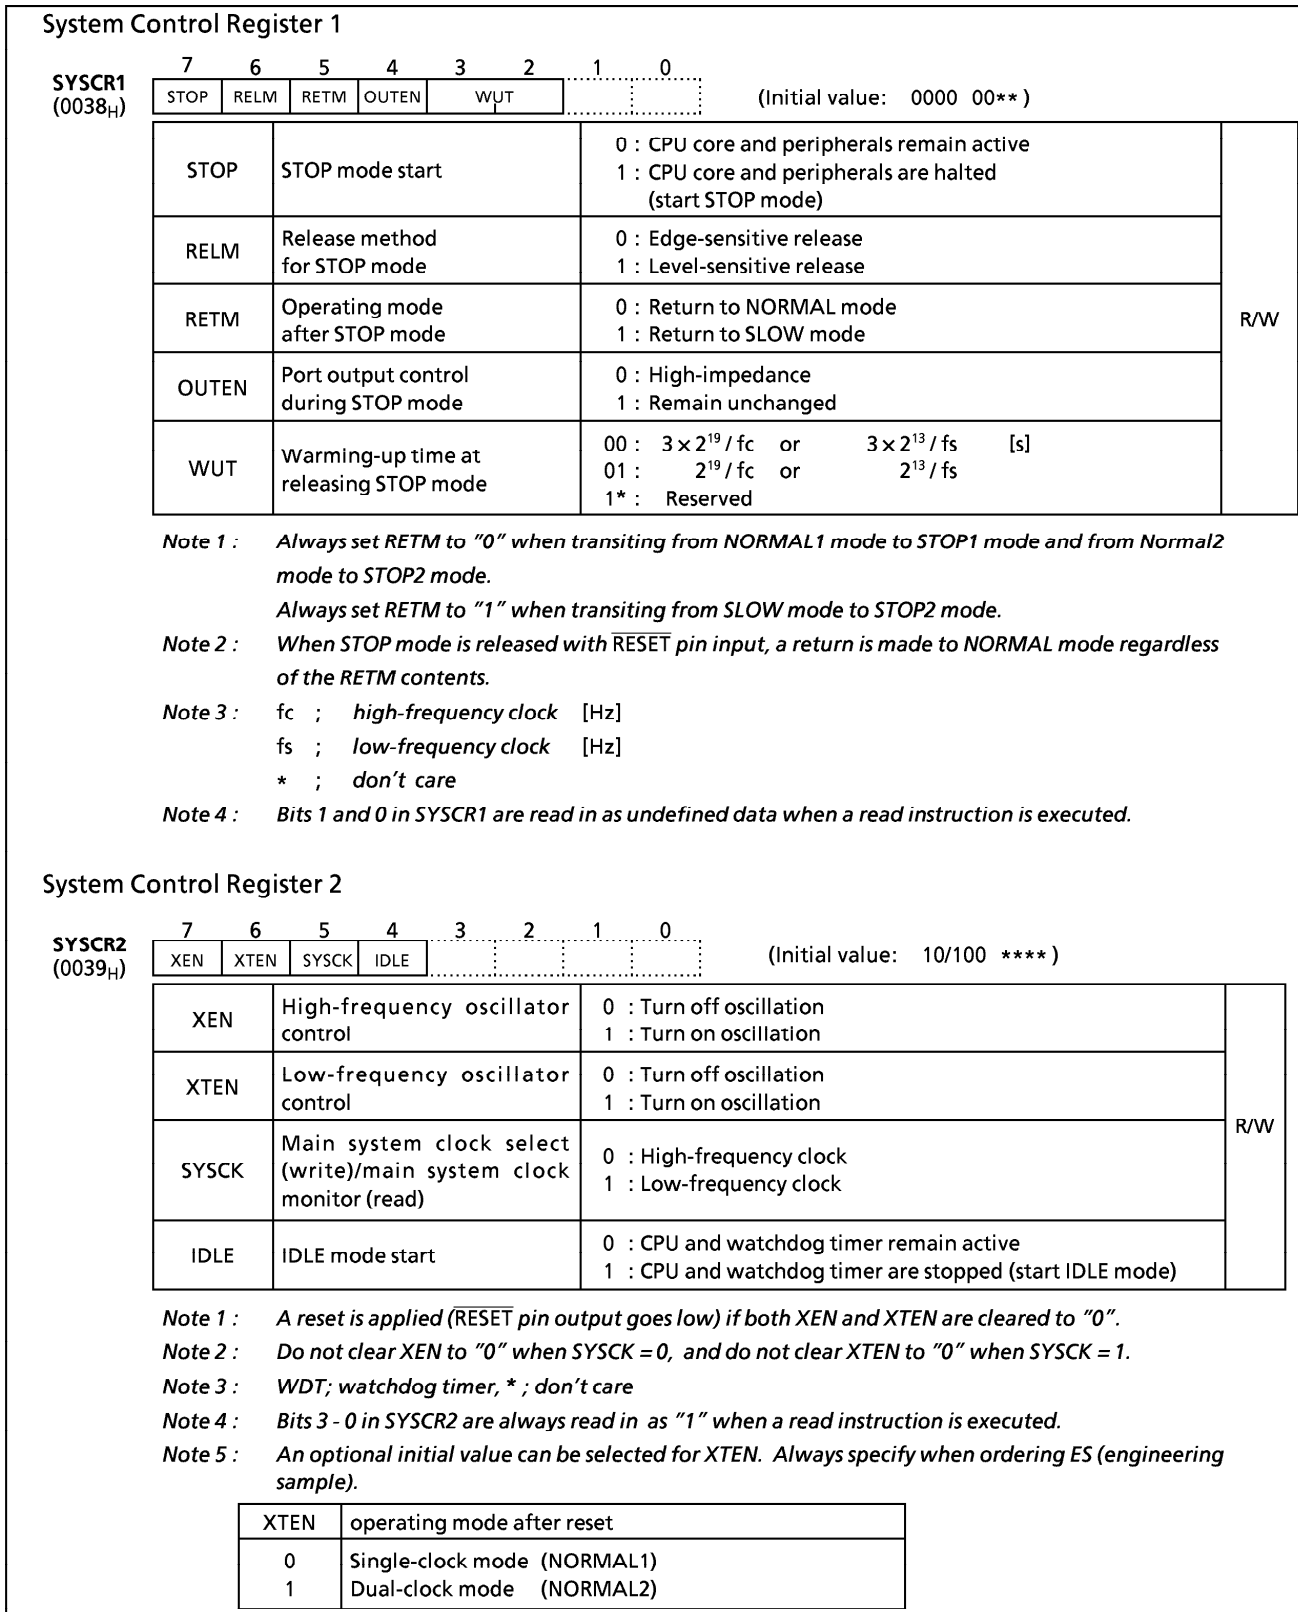 System Control Register 1
7 6 5 4 3 2 1 0
SYSCR1
(0038H)
STOP RELM RETM OUTEN WUT (Initial value: 0000 00**)
STOP STOP mode start
0 : CPU core and peripherals remain active
1 : CPU core and peripherals are halted
(start STOP mode)
RELM Release method
for STOP mode
0 : Edge-sensitive release
1 : Level-sensitive release
RETM Operating mode
after STOP mode
0 : Return to NORMAL mode
1 : Return to SLOW mode
R/W
OUTEN Port output control
during STOP mode
0 : High-impedance
1 : Remain unchanged
WUT Warming-up time at
releasing STOP mode
00 : 3 × 2¹⁹ / fc or 3 × 2¹³ / fs [s]
01 : 2¹⁹ / fc or 2¹³ / fs
1* : Reserved
Note 1 : Always set RETM to "0" when transiting from NORMAL1 mode to STOP1 mode and from Normal2
mode to STOP2 mode.
Always set RETM to "1" when transiting from SLOW mode to STOP2 mode.
Note 2 : When STOP mode is released with RESET pin input, a return is made to NORMAL mode regardless
of the RETM contents.
Note 3 : fc ; high-frequency clock [Hz]
fs ; low-frequency clock [Hz]
* ; don't care
Note 4 : Bits 1 and 0 in SYSCR1 are read in as undefined data when a read instruction is executed.
System Control Register 2
7 6 5 4 3 2 1 0
SYSCR2
(0039H)
XEN XTEN SYSCK IDLE (Initial value: 10/100 ****)
XEN High-frequency oscillator
control
0 : Turn off oscillation
1 : Turn on oscillation
XTEN Low-frequency oscillator
control
0 : Turn off oscillation
1 : Turn on oscillation
R/W
SYSCK Main system clock select
(write)/main system clock
monitor (read)
0 : High-frequency clock
1 : Low-frequency clock
IDLE IDLE mode start
0 : CPU and watchdog timer remain active
1 : CPU and watchdog timer are stopped (start IDLE mode)
Note 1 : A reset is applied (RESET pin output goes low) if both XEN and XTEN are cleared to "0".
Note 2 : Do not clear XEN to "0" when SYSCK = 0, and do not clear XTEN to "0" when SYSCK = 1.
Note 3 : WDT; watchdog timer, * ; don't care
Note 4 : Bits 3 - 0 in SYSCR2 are always read in as "1" when a read instruction is executed.
Note 5 : An optional initial value can be selected for XTEN. Always specify when ordering ES (engineering
sample).
XTEN operating mode after reset
0 Single-clock mode (NORMAL1)
1 Dual-clock mode (NORMAL2)